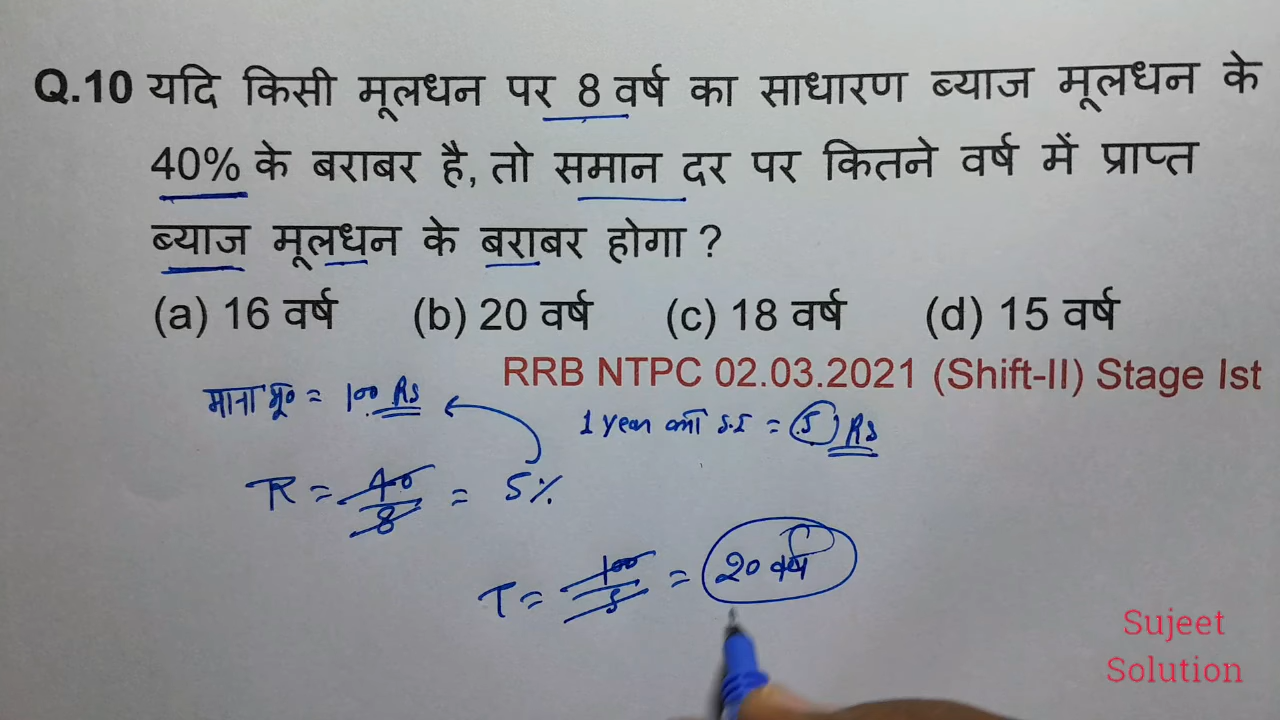 Q.10 यदि किसी मूलधन पर 8 वर्ष का साधारण ब्याज मूलधन के
40% के बराबर है, तो समान दर पर कितने वर्ष में प्राप्त
ब्याज मूलधन के बराबर होगा ?
(a) 16 वर्ष (b) 20 वर्ष (c) 18 वर्ष (d) 15 वर्ष
RRB NTPC 02.03.2021 (Shift-II) Stage Ist
माना मू० = 100 Rs
1 year का S.I = 5 Rs
R = 40/8 = 5%
T = 100/5 = 20 वर्ष
Sujeet
Solution